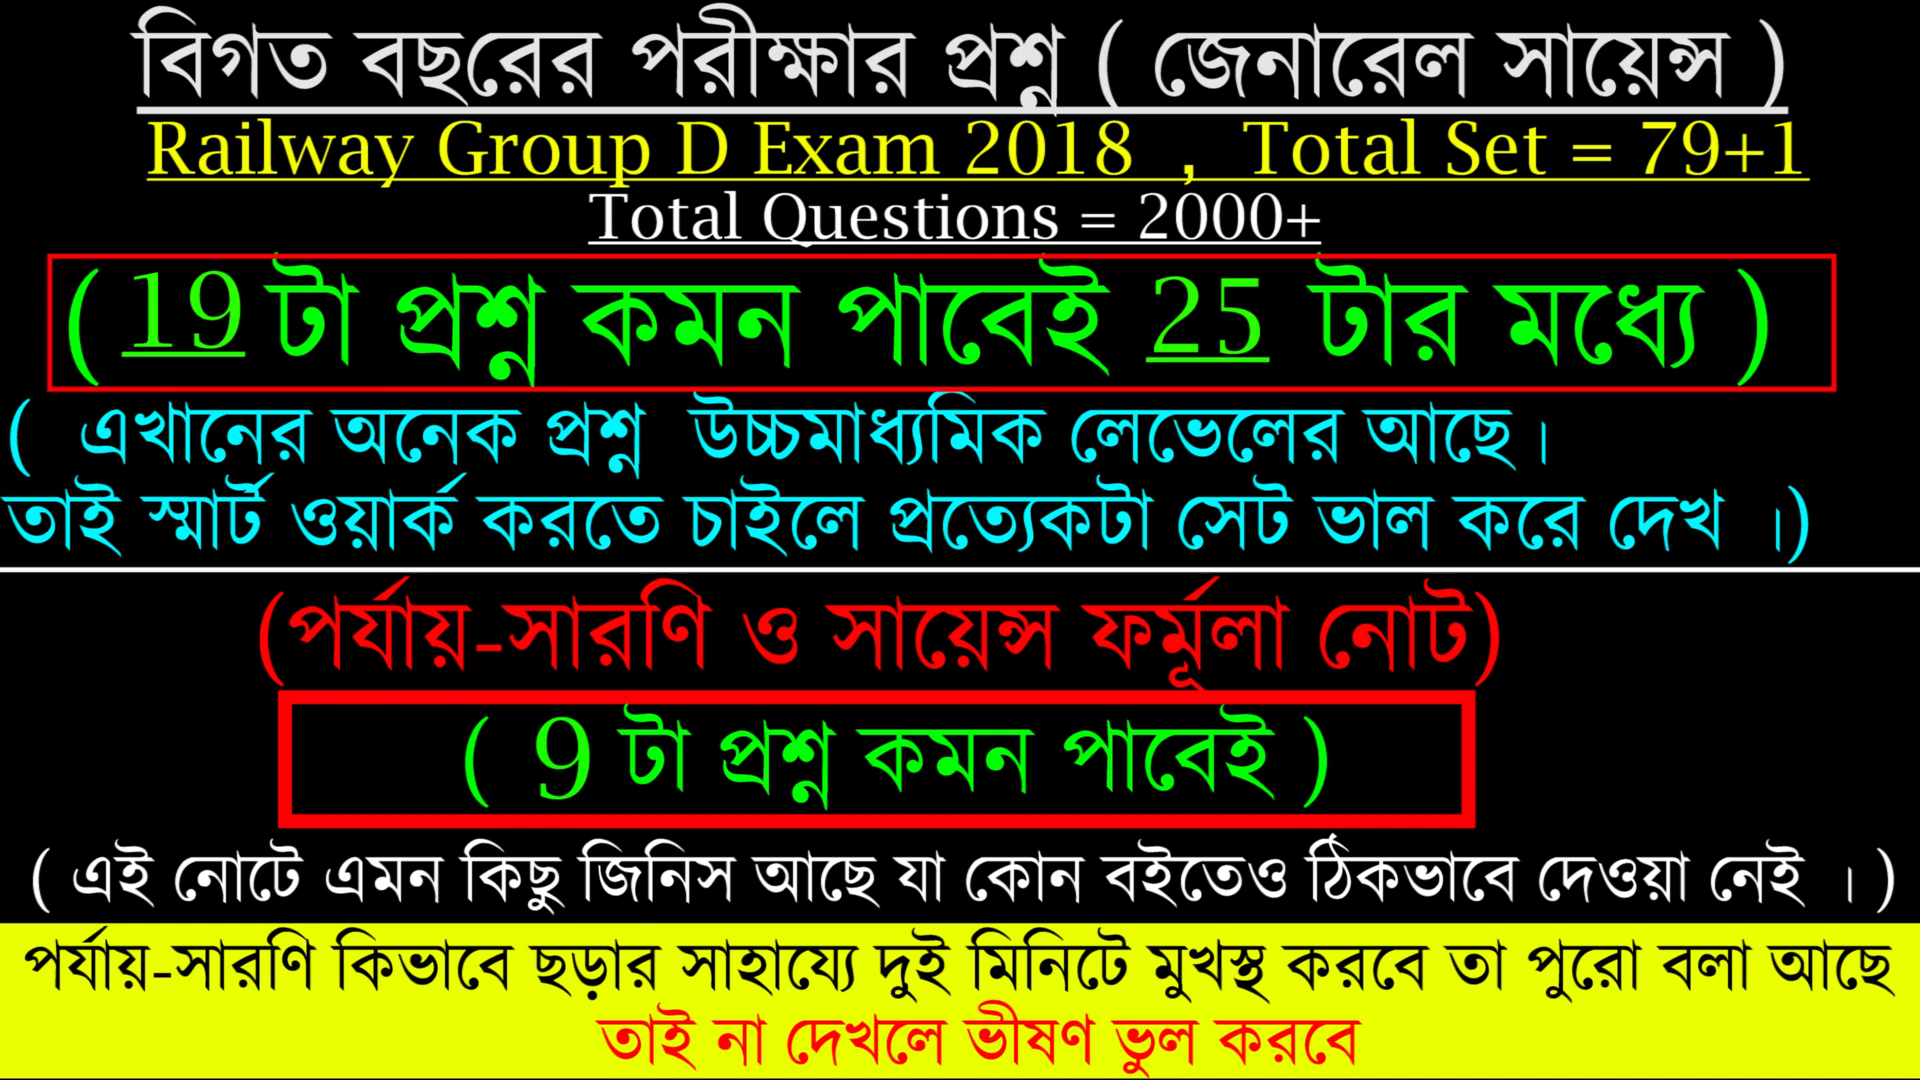 বিগত বছরের পরীক্ষার প্রশ্ন ( জেনারেল সায়েন্স )
Railway Group D Exam 2018 , Total Set = 79+1
Total Questions = 2000+
( 19 টা প্রশ্ন কমন পাবেই 25 টার মধ্যে )
( এখানের অনেক প্রশ্ন উচ্চমাধ্যমিক লেভেলের আছে।
তাই স্মার্ট ওয়ার্ক করতে চাইলে প্রত্যেকটা সেট ভাল করে দেখ ।)
(পর্যায়-সারণি ও সায়েন্স ফর্মূলা নোট)
( 9 টা প্রশ্ন কমন পাবেই )
( এই নোটে এমন কিছু জিনিস আছে যা কোন বইতেও ঠিকভাবে দেওয়া নেই । )
পর্যায়-সারণি কিভাবে ছড়ার সাহায্যে দুই মিনিটে মুখস্থ করবে তা পুরো বলা আছে
তাই না দেখলে ভীষণ ভুল করবে